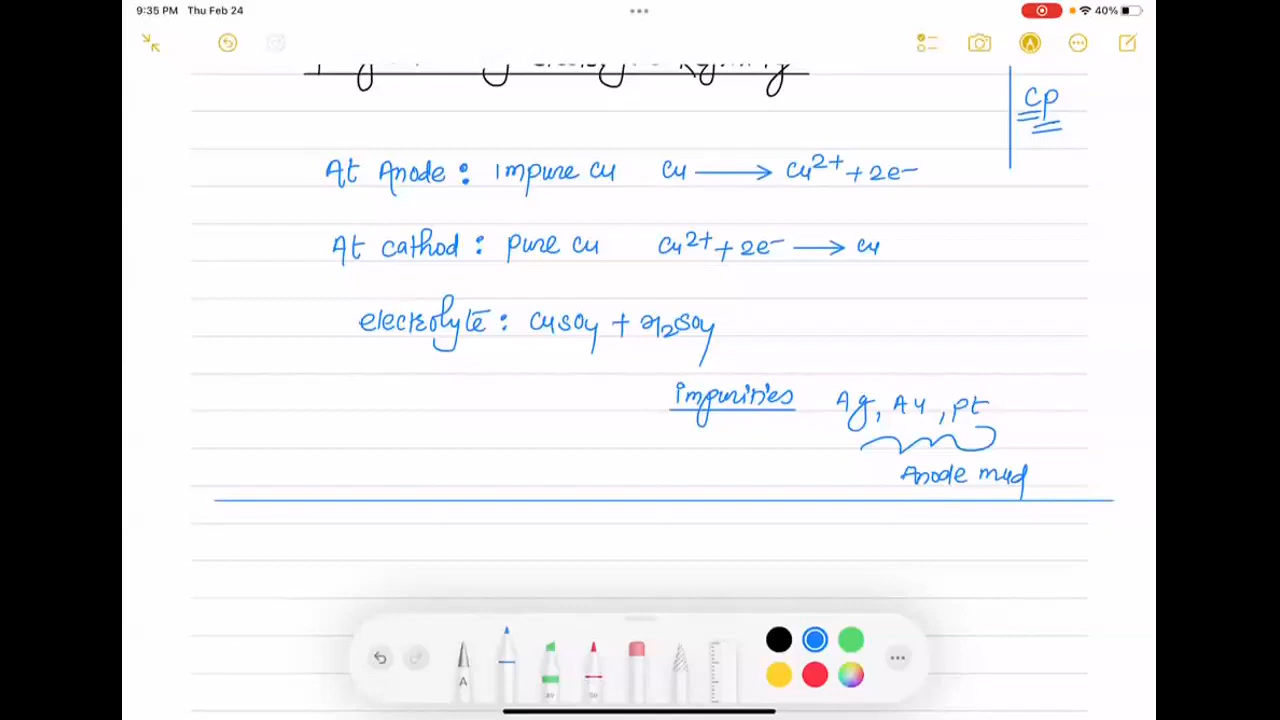 9:35 PM Thu Feb 24
40%
CP
At Anode : impure Cu Cu ⟶ Cu²⁺ + 2e⁻
At cathod : pure Cu Cu²⁺ + 2e⁻ ⟶ Cu
electrolyte : CuSO₄ + H₂SO₄
impurities Ag, Au, Pt
Anode mud